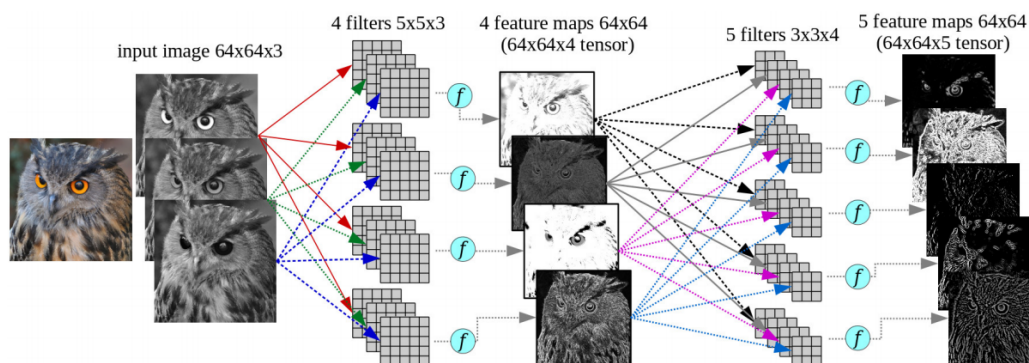 input image 64x64x3
4 filters 5x5x3
4 feature maps 64x64
(64x64x4 tensor)
5 filters 3x3x4
5 feature maps 64x64
(64x64x5 tensor)
f
f
f
f
f
f
f
f
f